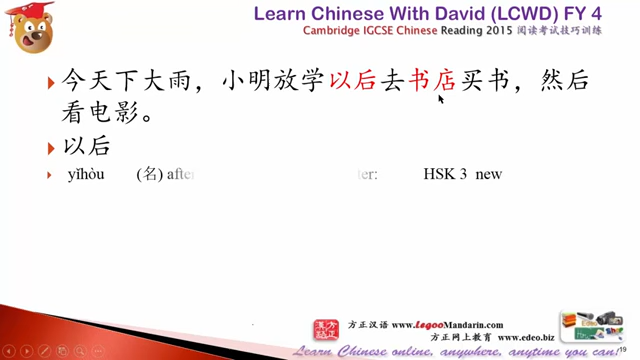 Learn Chinese With David (LCWD) FY 4
Cambridge IGCSE Chinese Reading 2015 阅读考试技巧训练
今天下大雨，小明放学以后去书店买书，然后
看电影。
以后
yǐhòu (名) after ter: HSK 3 new
方正汉语 www.LegooMandarin.com
方正网上教育 www.edeo.biz
Learn Chinese online, anywhere, anytime you can!
19